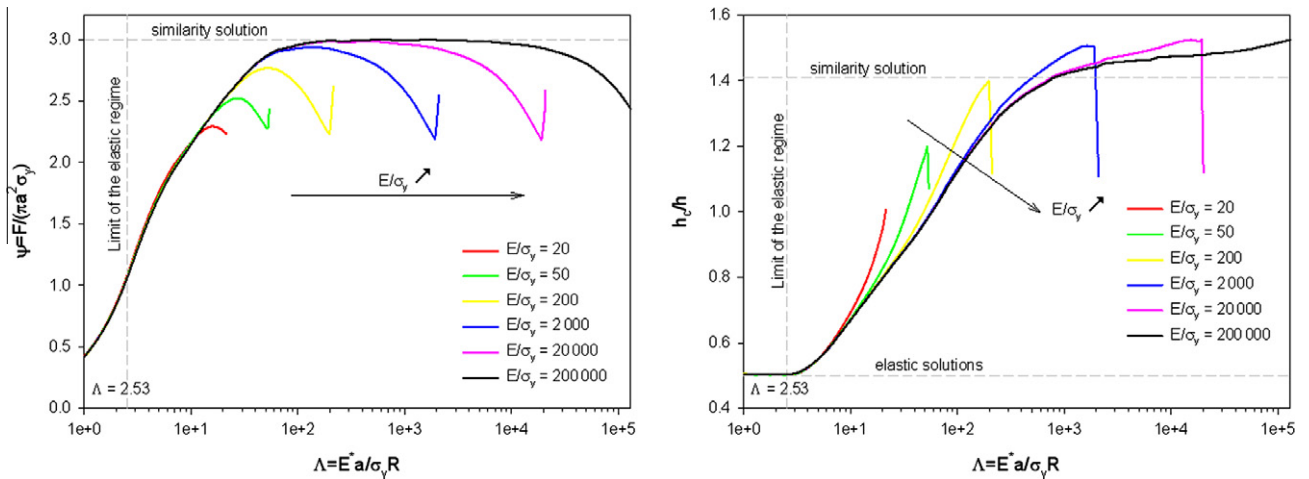 similarity solution
3.0
2.5
2.0
1.5
1.0
0.5
0.0
ψ=F/(πa²σy)
Limit of the elastic regime
E/σy ↗
E/σy = 20
E/σy = 50
E/σy = 200
E/σy = 2 000
E/σy = 20 000
E/σy = 200 000
Λ = 2.53
1e+0 1e+1 1e+2 1e+3 1e+4 1e+5
Λ=E*a/σyR
1.6
1.4
1.2
1.0
0.8
0.6
0.4
hc/h
similarity solution
Limit of the elastic regime
E/σy ↗
E/σy = 20
E/σy = 50
E/σy = 200
E/σy = 2 000
E/σy = 20 000
E/σy = 200 000
elastic solutions
Λ = 2.53
1e+0 1e+1 1e+2 1e+3 1e+4 1e+5
Λ=E*a/σyR